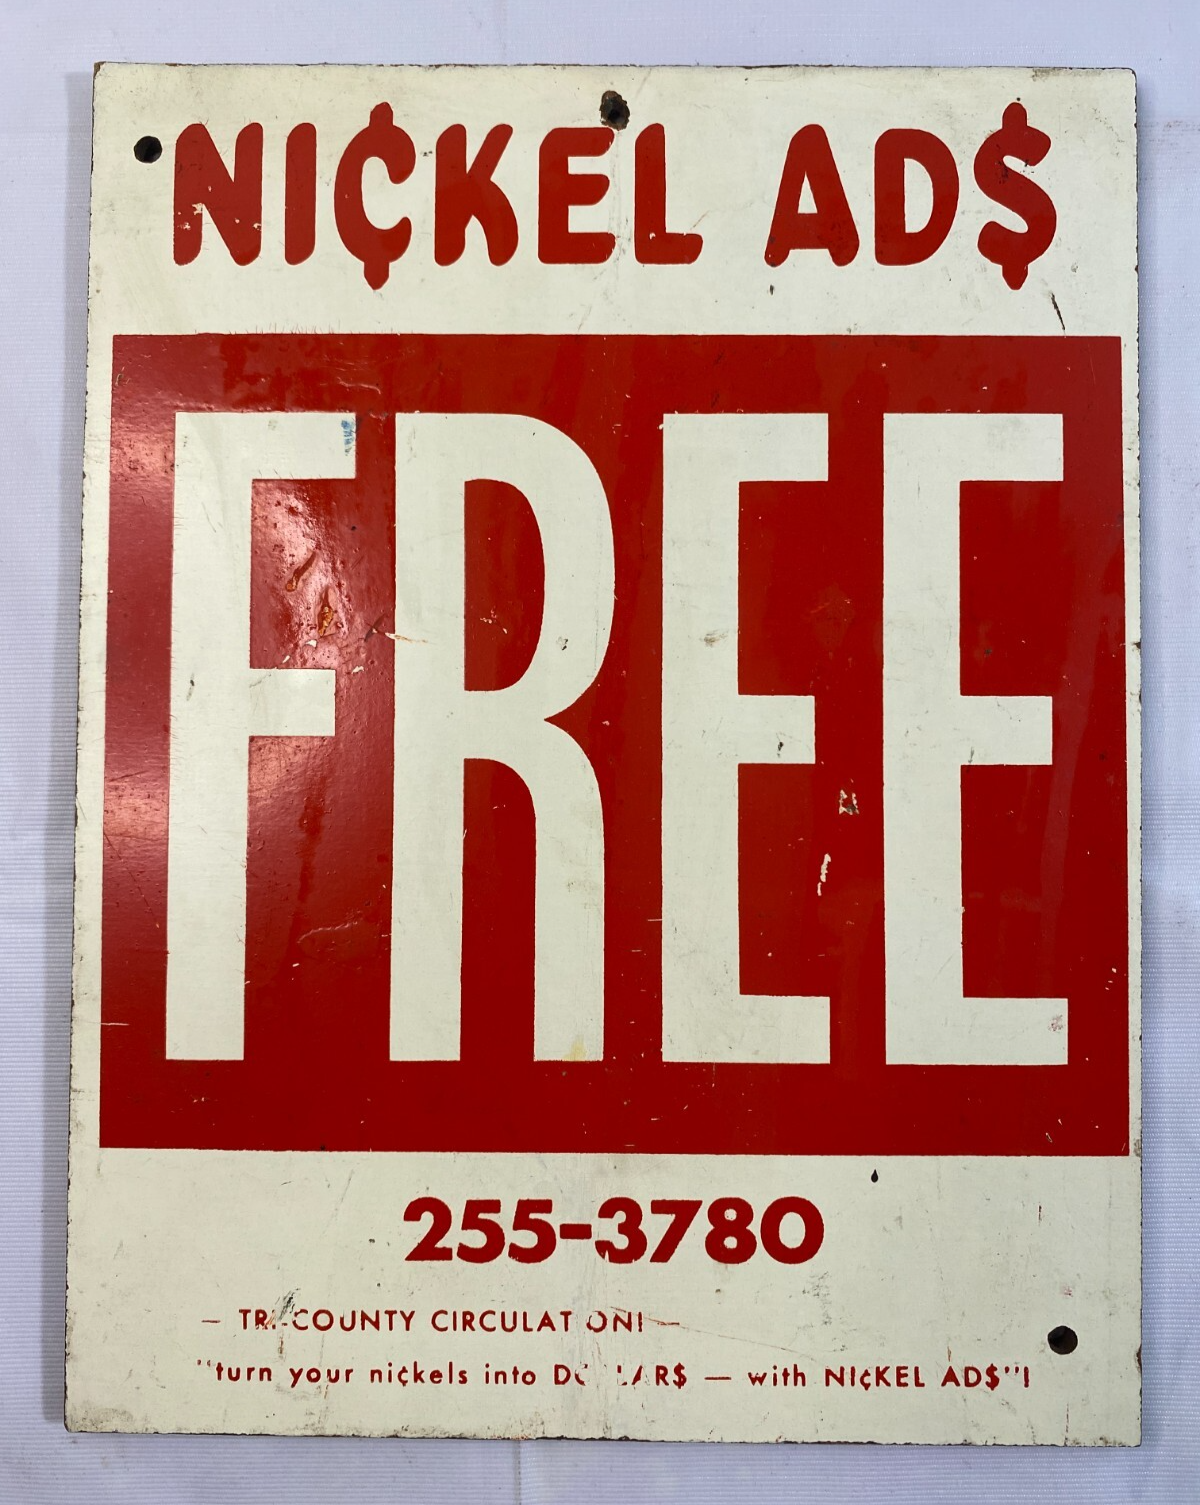 NI¢KEL AD$
FREE
255-3780
— TRI-COUNTY CIRCULATION! —
"turn your ni¢kels into DOLLAR$ — with NI¢KEL AD$"!